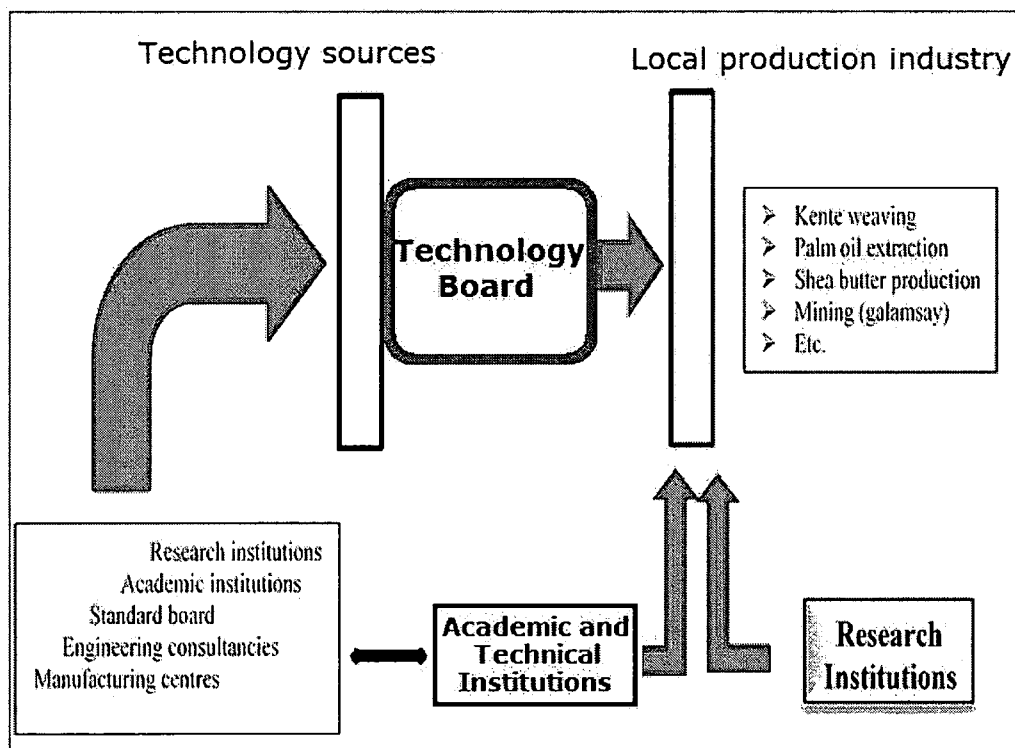 Technology sources
Local production industry
Technology
Board
➢ Kente weaving
➢ Palm oil extraction
➢ Shea butter production
➢ Mining (galamsay)
➢ Etc.
Research institutions
Academic institutions
Standard board
Engineering consultancies
Manufacturing centres
Academic and
Technical
Institutions
Research
Institutions